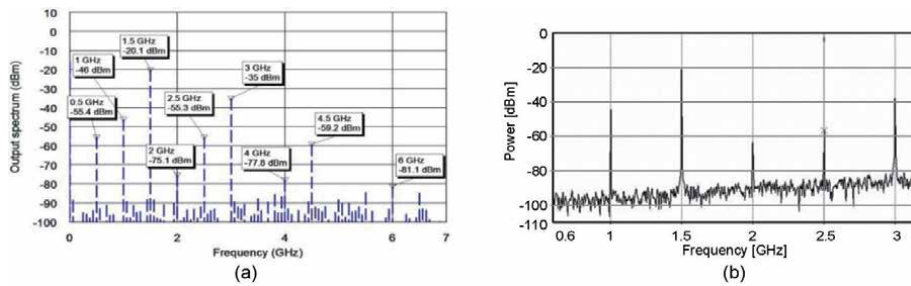 20
10
0
-10
-20
-30
-40
-50
-60
-70
-80
-90
-100
Output spectrum (dBm)
0.5 GHz
-55.4 dBm
1 GHz
-46 dBm
1.5 GHz
-20.1 dBm
2 GHz
-75.1 dBm
2.5 GHz
-55.3 dBm
3 GHz
-35 dBm
4 GHz
-77.8 dBm
4.5 GHz
-59.2 dBm
6 GHz
-81.1 dBm
0 2 4 6 7
Frequency (GHz)
(a)
b)
0
-20
-40
-60
-80
-100
-110
Power [dBm]
0.6 1 1.5 2 2.5 3
Frequency [GHz]
(b)